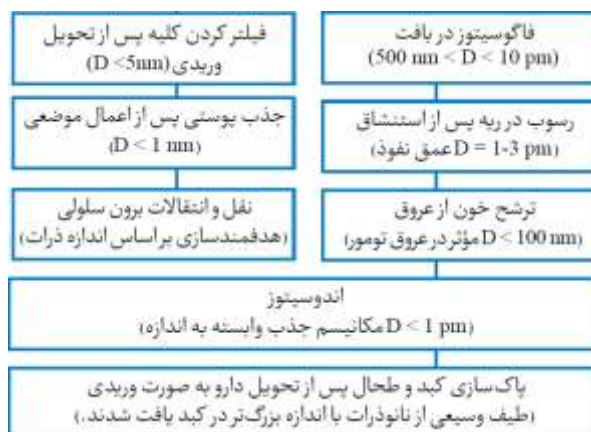 فاگوسیتوز در بافت
(500 nm < D < 10 pm)
فیلتر کردن کلیه پس از تحویل
وریدی (D <5nm)
رسوب در ریه پس از استنشاق
(D = 1-3 pm عمق نفوذ)
جذب پوستی پس از اعمال موضعی
(D < 1 nm)
ترشح خون از عروق
(D < 100 nm مؤثر در عروق تومور)
نقل و انتقالات برون سلولی
(هدفمندسازی بر اساس اندازه ذرات)
اندوسیتوز
(D < 1 pm مکانیسم جذب وابسته به اندازه)
پاک‌سازی کبد و طحال پس از تحویل دارو به صورت وریدی
(طیف وسیعی از نانوذرات با اندازه بزرگ‌تر در کبد یافت شدند.)